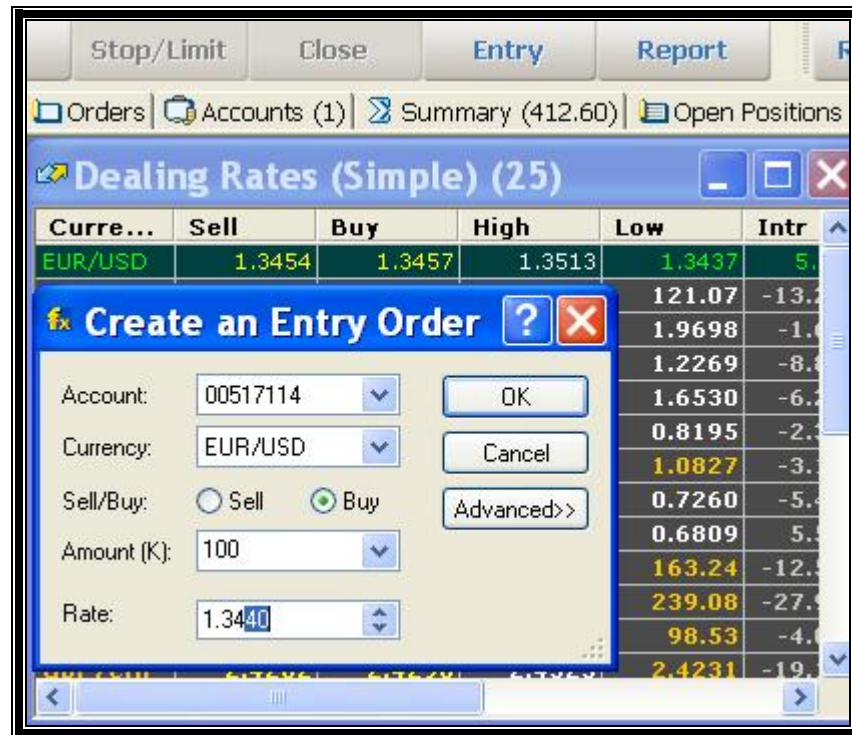 Stop/Limit Close Entry Report
Orders Accounts (1) Summary (412.60) Open Positions
Dealing Rates (Simple) (25)
Curre... Sell Buy High Low Intr
EUR/USD 1.3454 1.3457 1.3513 1.3437 5.
121.07 -13.2
Create an Entry Order
1.9698 -1.
1.2269 -8.
Account: 00517114 OK
1.6530 -6.
Currency: EUR/USD Cancel
0.8195 -2.
1.0827 -3.
Sell/Buy: Sell Buy Advanced>>
0.7260 -5.
0.6809 5.
Amount (K): 100
163.24 -12.
239.08 -27.
Rate: 1.3440
98.53 -4.
2.4231 -19.